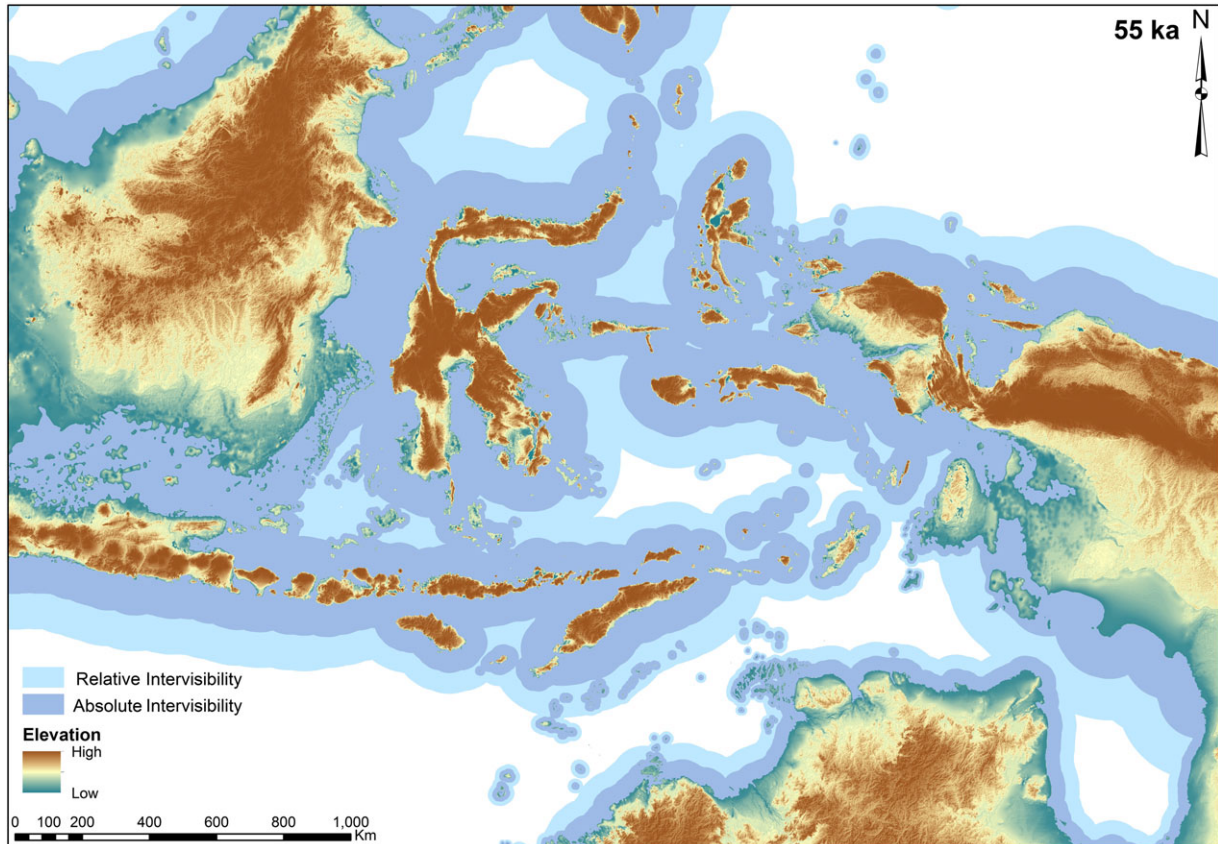 55 ka
N
Relative Intervisibility
Absolute Intervisibility
Elevation
High
Low
0 100 200 400 600 800 1,000
Km